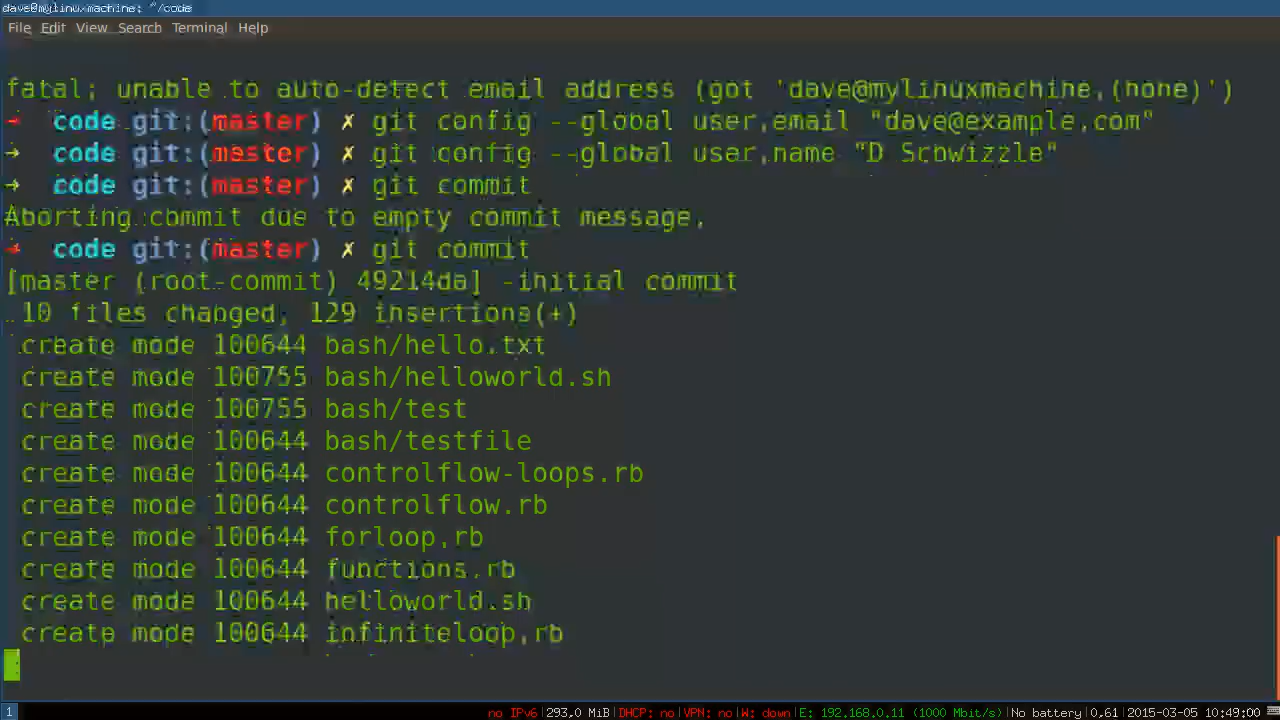 dave@mylinux-machine: ~/code
File Edit View Search Terminal Help
fatal: unable to auto-detect email address (got 'dave@mylinuxmachine.(none)')
→ code git:(master) ✗ git config --global user.email "dave@example.com"
→ code git:(master) ✗ git config --global user.name "D Schwizzle"
→ code git:(master) ✗ git commit
Aborting commit due to empty commit message.
→ code git:(master) ✗ git commit
[master (root-commit) 49214da] -initial commit
10 files changed, 129 insertions(+)
create mode 100644 bash/hello.txt
create mode 100755 bash/helloworld.sh
create mode 100755 bash/test
create mode 100644 bash/testfile
create mode 100644 controlflow-loops.rb
create mode 100644 controlflow.rb
create mode 100644 forloop.rb
create mode 100644 functions.rb
create mode 100644 helloworld.sh
create mode 100644 infiniteloop.rb
1 no IPv6|293.0 MiB|DHCP: no|VPN: no|W: down|E: 192.168.0.11 (1000 Mbit/s)|No battery|0.61|2015-03-05 10:49:00